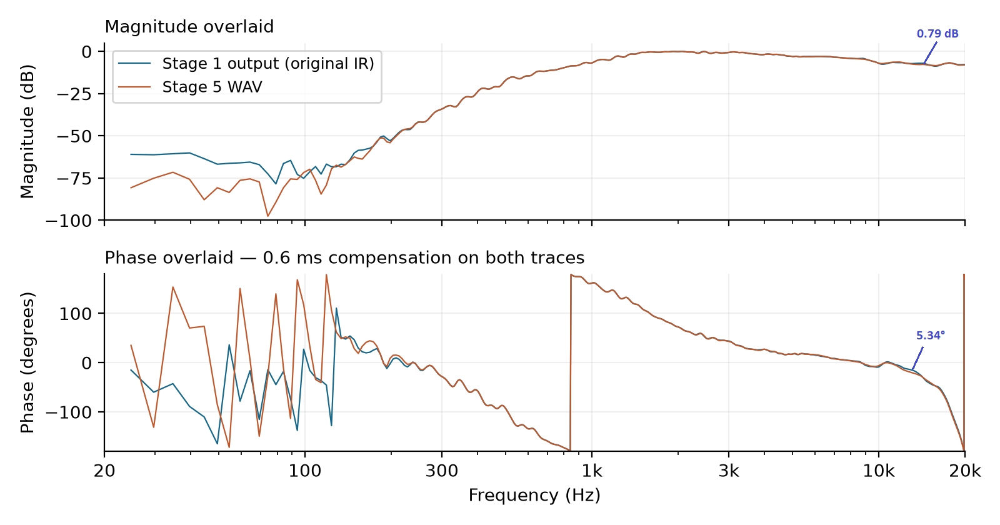 Magnitude overlaid
0.79 dB
Stage 1 output (original IR)
Stage 5 WAV
Magnitude (dB)
0
−25
−50
−75
−100
Phase overlaid — 0.6 ms compensation on both traces
5.34°
Phase (degrees)
100
0
−100
20 100 300 1k 3k 10k 20k
Frequency (Hz)